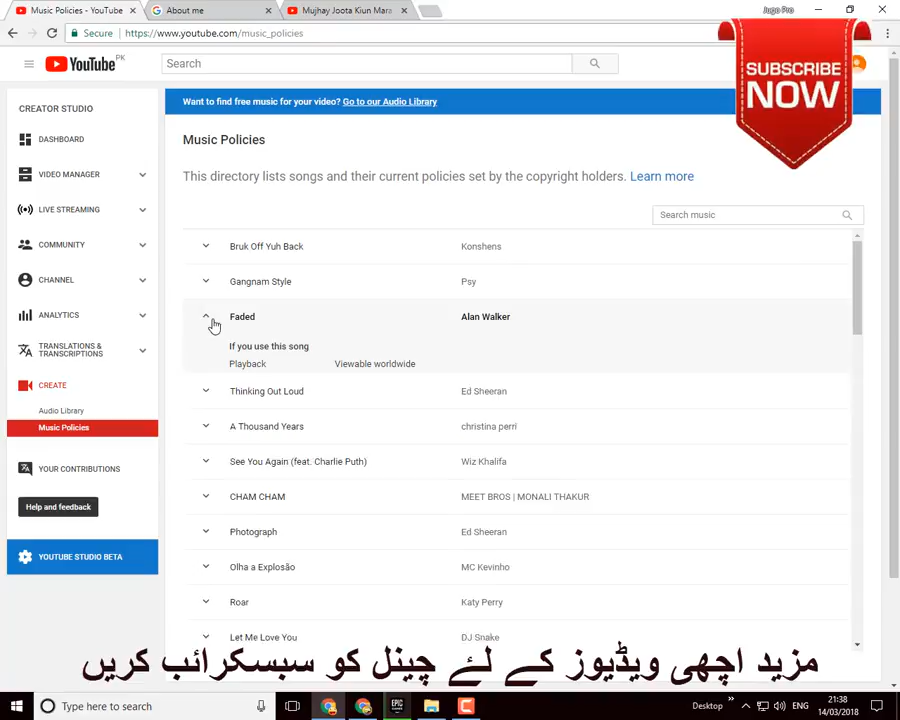 Music Policies - YouTube
About me
Mujhay Joota Kiun Mara
Jugo Pro
Secure
https://www.youtube.com/music_policies
YouTube PK
Search
SUBSCRIBE
NOW
CREATOR STUDIO
DASHBOARD
VIDEO MANAGER
LIVE STREAMING
COMMUNITY
CHANNEL
ANALYTICS
TRANSLATIONS &
TRANSCRIPTIONS
CREATE
Audio Library
Music Policies
YOUR CONTRIBUTIONS
Help and feedback
YOUTUBE STUDIO BETA
Want to find free music for your video? Go to our Audio Library
Music Policies
This directory lists songs and their current policies set by the copyright holders. Learn more
Search music
Bruk Off Yuh Back Konshens
Gangnam Style Psy
Faded Alan Walker
If you use this song
Playback Viewable worldwide
Thinking Out Loud Ed Sheeran
A Thousand Years christina perri
See You Again (feat. Charlie Puth) Wiz Khalifa
CHAM CHAM MEET BROS | MONALI THAKUR
Photograph Ed Sheeran
Olha a Explosão MC Kevinho
Roar Katy Perry
Let Me Love You DJ Snake
مزید اچھی ویڈیوز کے لئے چینل کو سبسکرائب کریں
Type here to search
EPIC
Desktop
ENG
21:38
14/03/2018